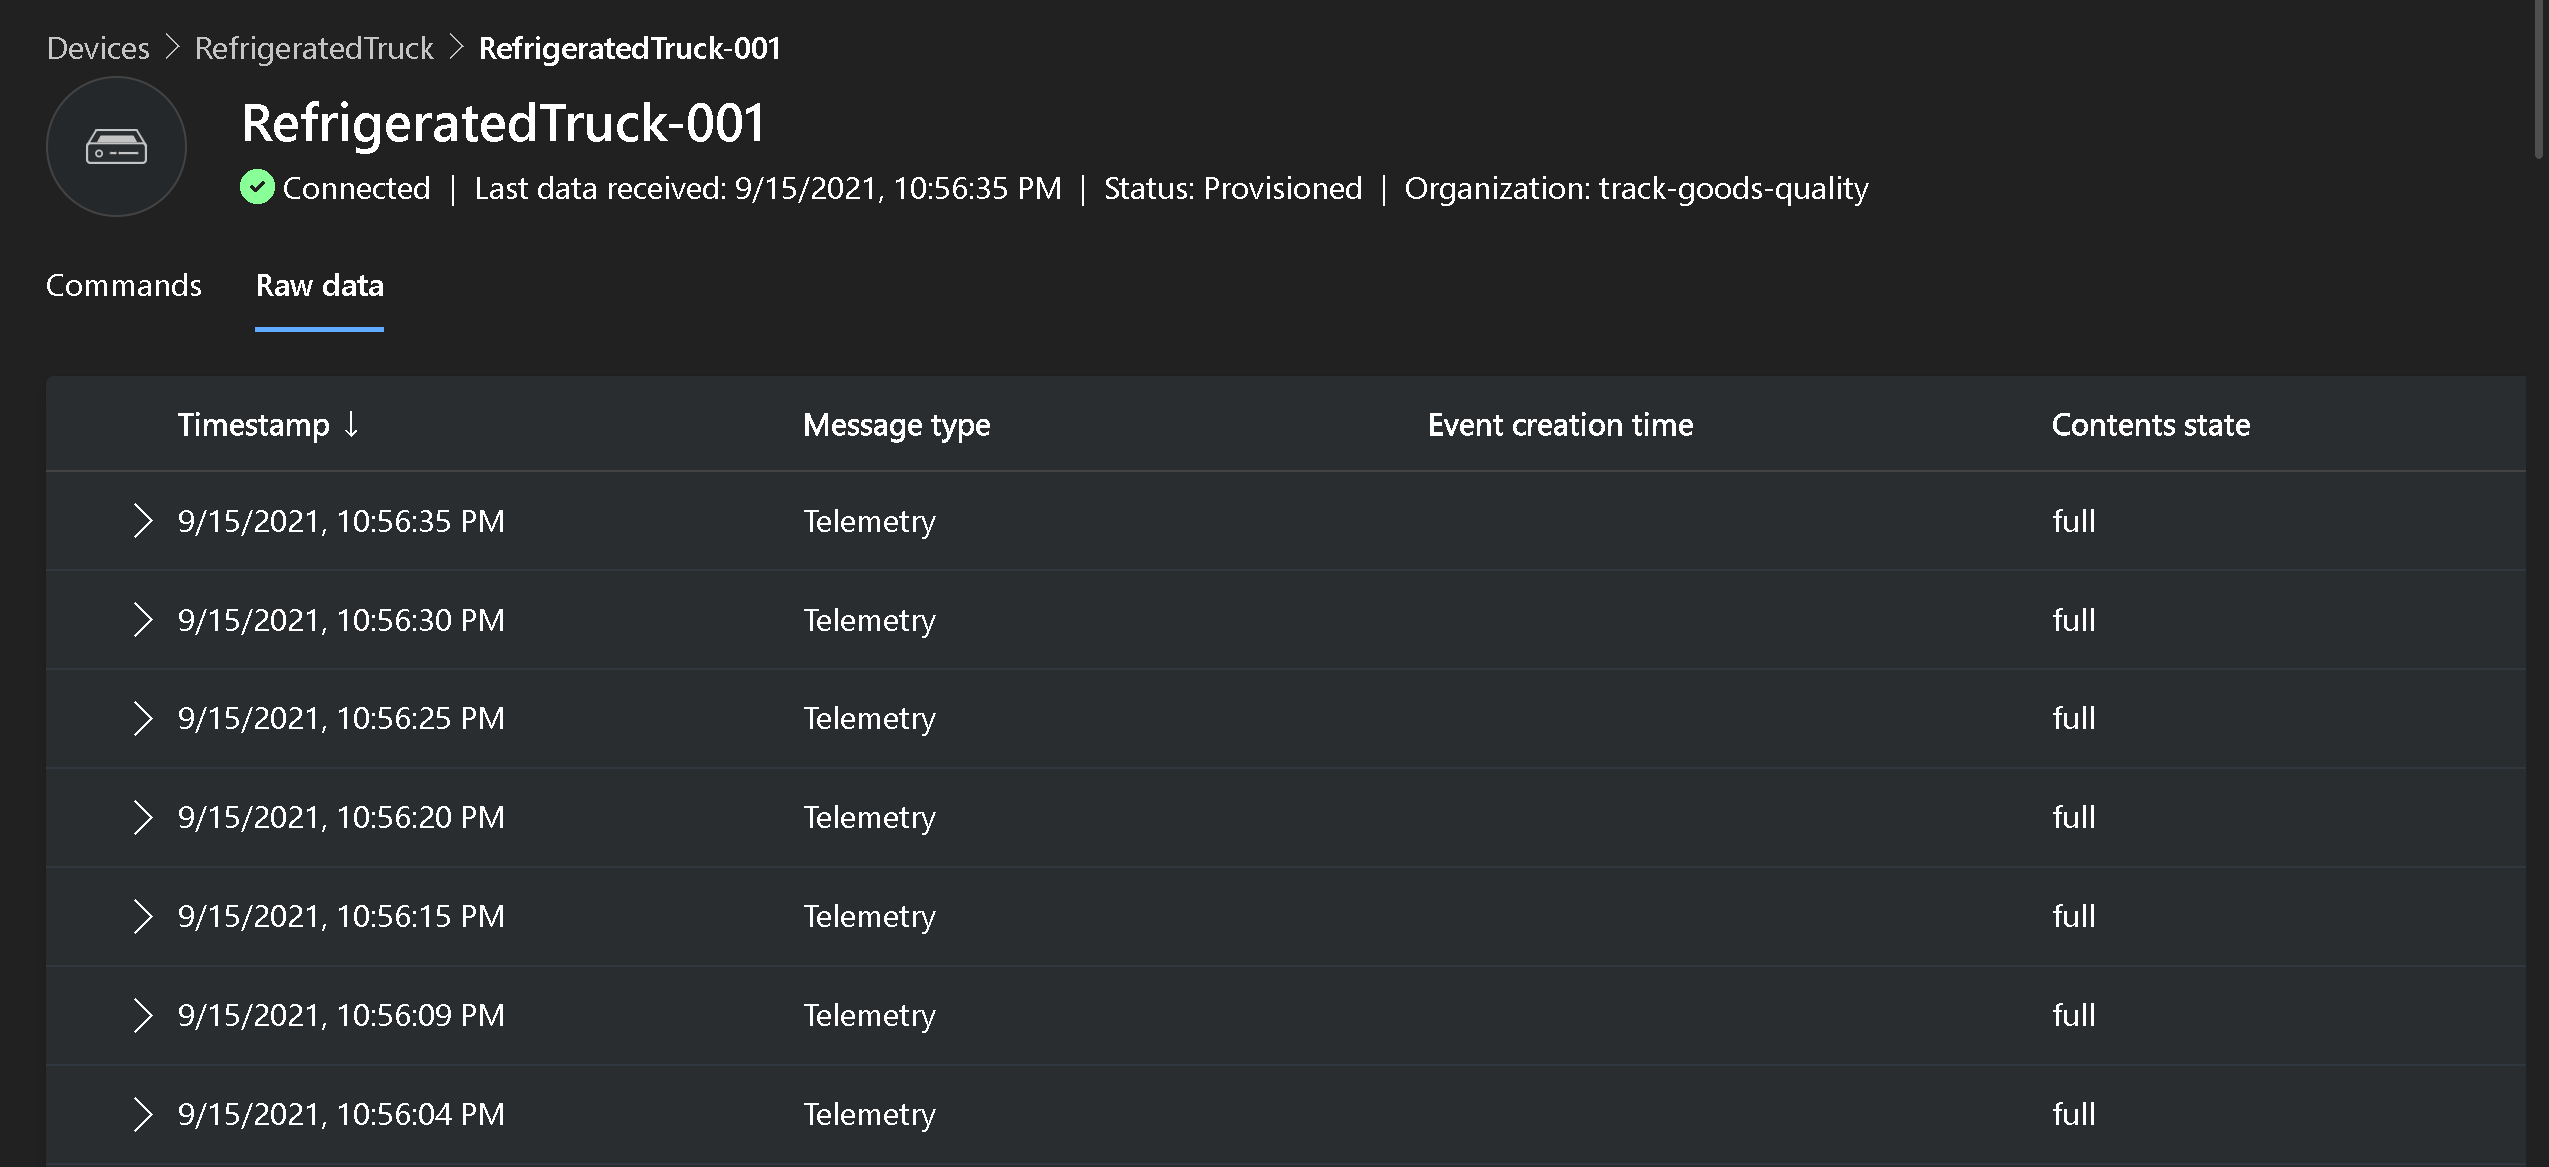 Devices > RefrigeratedTruck > RefrigeratedTruck-001
RefrigeratedTruck-001
Connected | Last data received: 9/15/2021, 10:56:35 PM | Status: Provisioned | Organization: track-goods-quality
Commands Raw data
Timestamp ↓ Message type Event creation time Contents state
9/15/2021, 10:56:35 PM Telemetry full
9/15/2021, 10:56:30 PM Telemetry full
9/15/2021, 10:56:25 PM Telemetry full
9/15/2021, 10:56:20 PM Telemetry full
9/15/2021, 10:56:15 PM Telemetry full
9/15/2021, 10:56:09 PM Telemetry full
9/15/2021, 10:56:04 PM Telemetry full